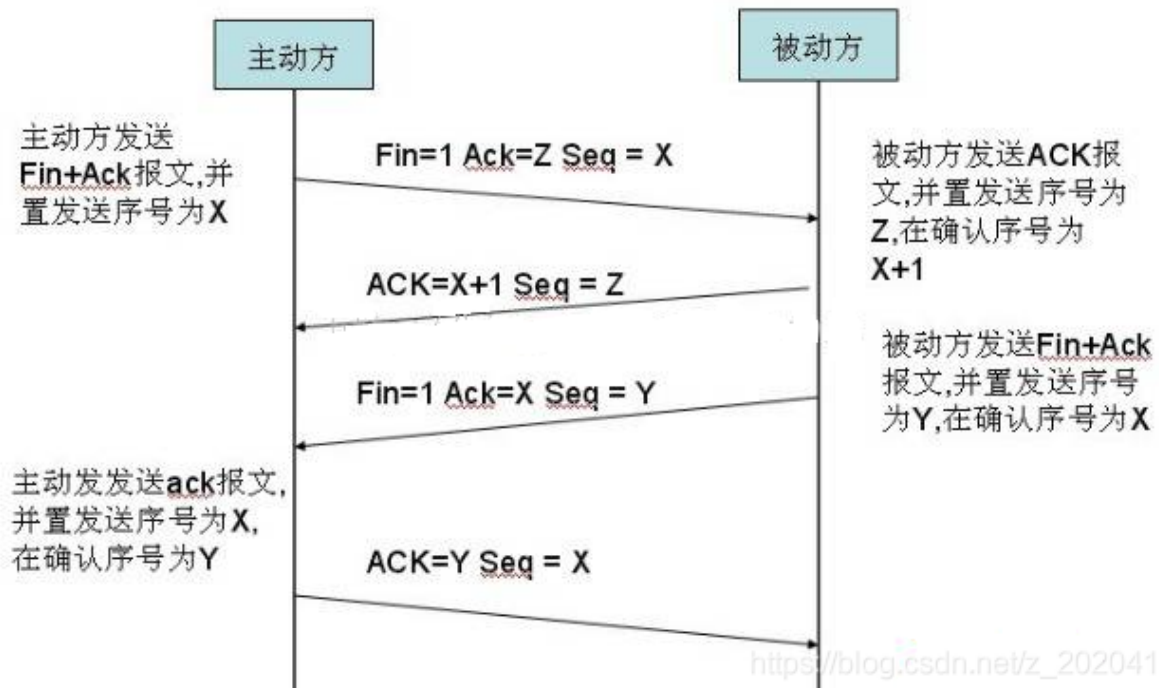 主动方
被动方
主动方发送
Fin+Ack报文,并
置发送序号为X
Fin=1 Ack=Z Seq = X
被动方发送ACK报
文,并置发送序号为
Z,在确认序号为
X+1
ACK=X+1 Seq = Z
被动方发送Fin+Ack
报文,并置发送序号
为Y,在确认序号为X
Fin=1 Ack=X Seq = Y
主动发发送ack报文,
并置发送序号为X,
在确认序号为Y
ACK=Y Seq = X
https://blog.csdn.net/z_202041